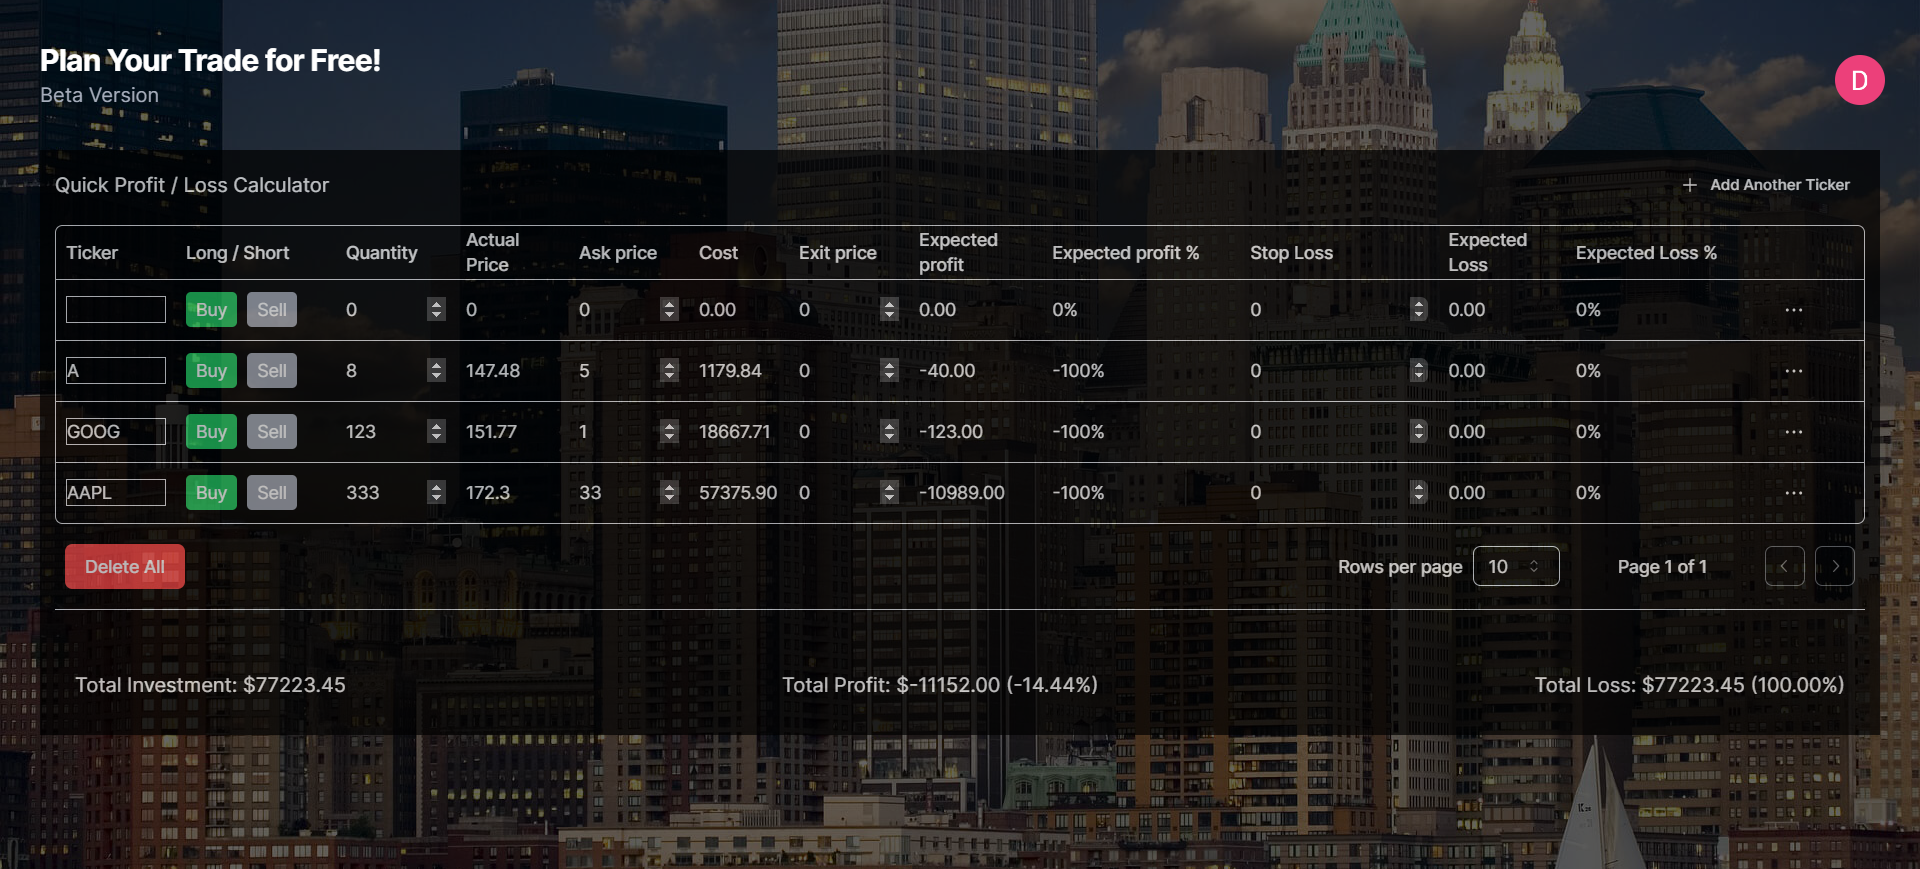 Plan Your Trade for Free!
Beta Version
D
Quick Profit / Loss Calculator
Add Another Ticker
Ticker Long / Short Quantity Actual Price Ask price Cost Exit price Expected profit Expected profit % Stop Loss Expected Loss Expected Loss %
Buy Sell 0 0 0 0.00 0 0.00 0% 0 0.00 0% ...
A Buy Sell 8 147.48 5 1179.84 0 -40.00 -100% 0 0.00 0% ...
GOOG Buy Sell 123 151.77 1 18667.71 0 -123.00 -100% 0 0.00 0% ...
AAPL Buy Sell 333 172.3 33 57375.90 0 -10989.00 -100% 0 0.00 0% ...
Delete All
Rows per page 10 Page 1 of 1
Total Investment: $77223.45 Total Profit: $-11152.00 (-14.44%) Total Loss: $77223.45 (100.00%)